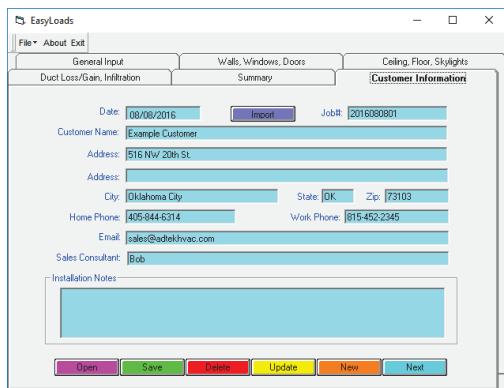 EasyLoads
File About Exit
General Input Walls, Windows, Doors Ceiling, Floor, Skylights
Duct Loss/Gain, Infiltration Summary Customer Information
Date: 08/08/2016 Import Job#: 2016080801
Customer Name: Example Customer
Address: 516 NW 20th St.
Address:
City: Oklahoma City State: OK Zip: 73103
Home Phone: 405-844-6314 Work Phone: 815-452-2345
Email: sales@adtekhvac.com
Sales Consultant: Bob
Installation Notes
Open Save Delete Update New Next